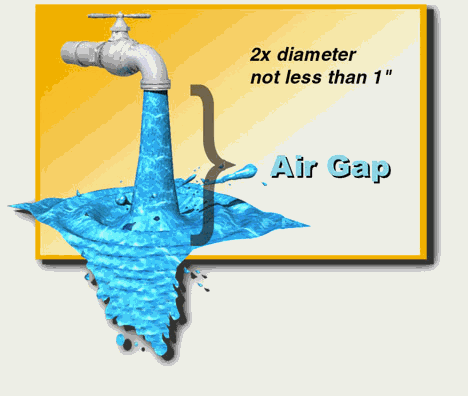 2x diameter
not less than 1"
Air Gap